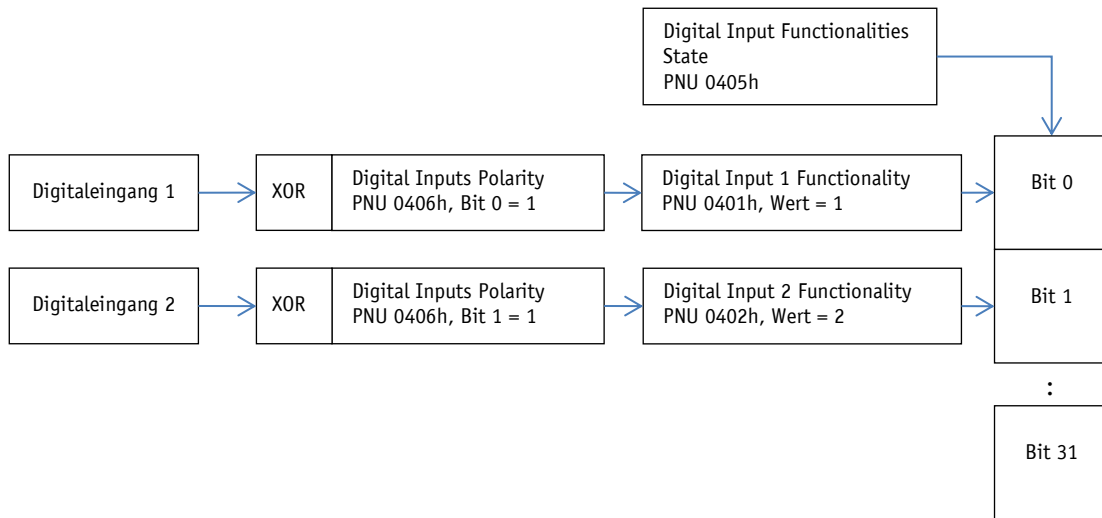 Digital Input Functionalities
State
PNU 0405h
Digitaleingang 1
XOR
Digital Inputs Polarity
PNU 0406h, Bit 0 = 1
Digital Input 1 Functionality
PNU 0401h, Wert = 1
Bit 0
Digitaleingang 2
XOR
Digital Inputs Polarity
PNU 0406h, Bit 1 = 1
Digital Input 2 Functionality
PNU 0402h, Wert = 2
Bit 1
:
Bit 31